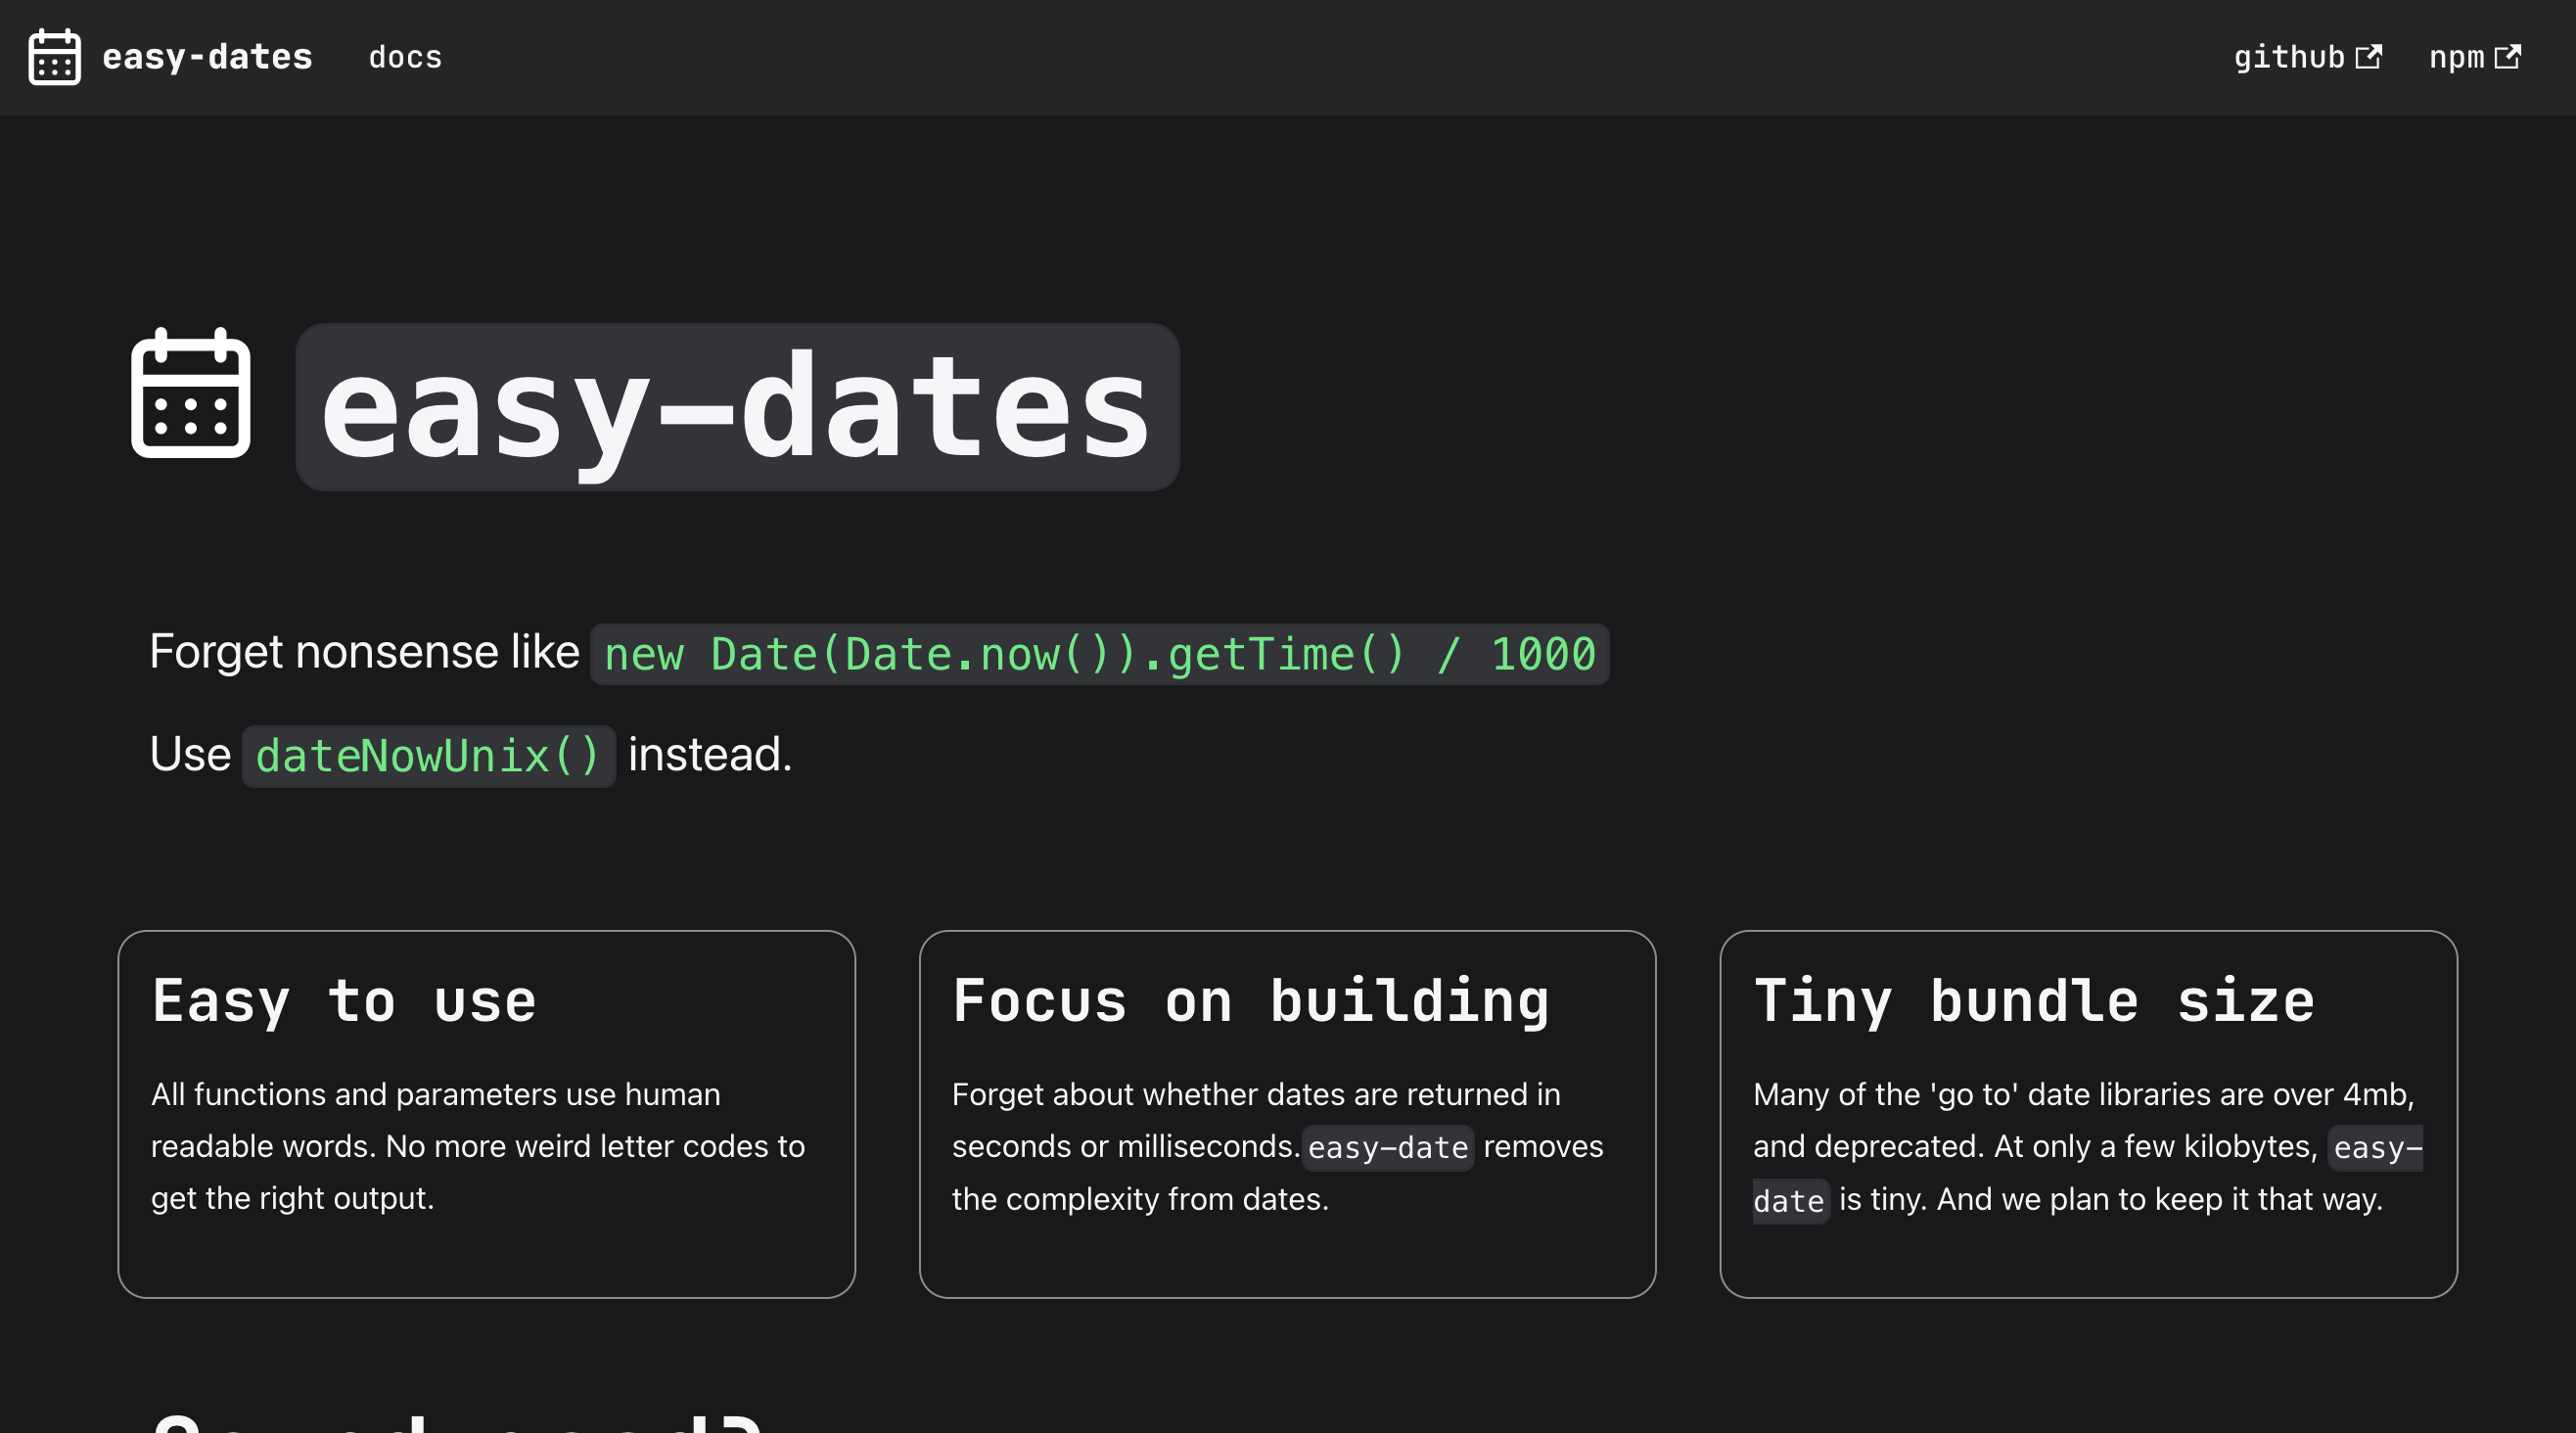 easy-dates docs github npm
easy-dates
Forget nonsense like new Date(Date.now()).getTime() / 1000
Use dateNowUnix() instead.
Easy to use
All functions and parameters use human
readable words. No more weird letter codes to
get the right output.
Focus on building
Forget about whether dates are returned in
seconds or milliseconds. easy-date removes
the complexity from dates.
Tiny bundle size
Many of the 'go to' date libraries are over 4mb,
and deprecated. At only a few kilobytes, easy-
date is tiny. And we plan to keep it that way.